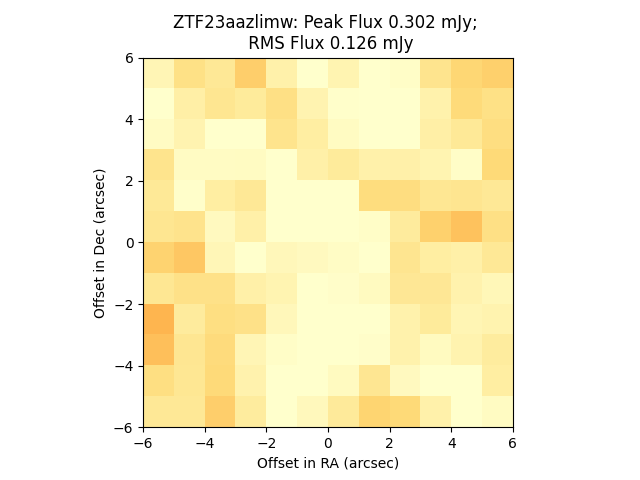 ZTF23aazlimw: Peak Flux 0.302 mJy;
RMS Flux 0.126 mJy
6
4
2
0
−2
−4
−6
Offset in Dec (arcsec)
−6 −4 −2 0 2 4 6
Offset in RA (arcsec)